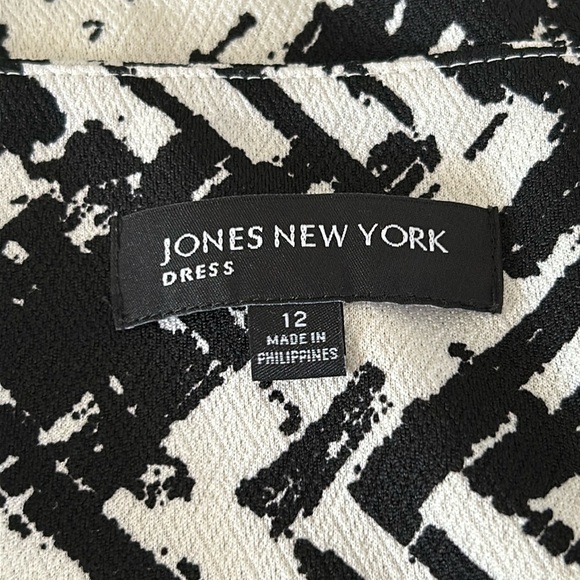 JONES NEW YORK
DRESS
12
MADE IN
PHILIPPINES